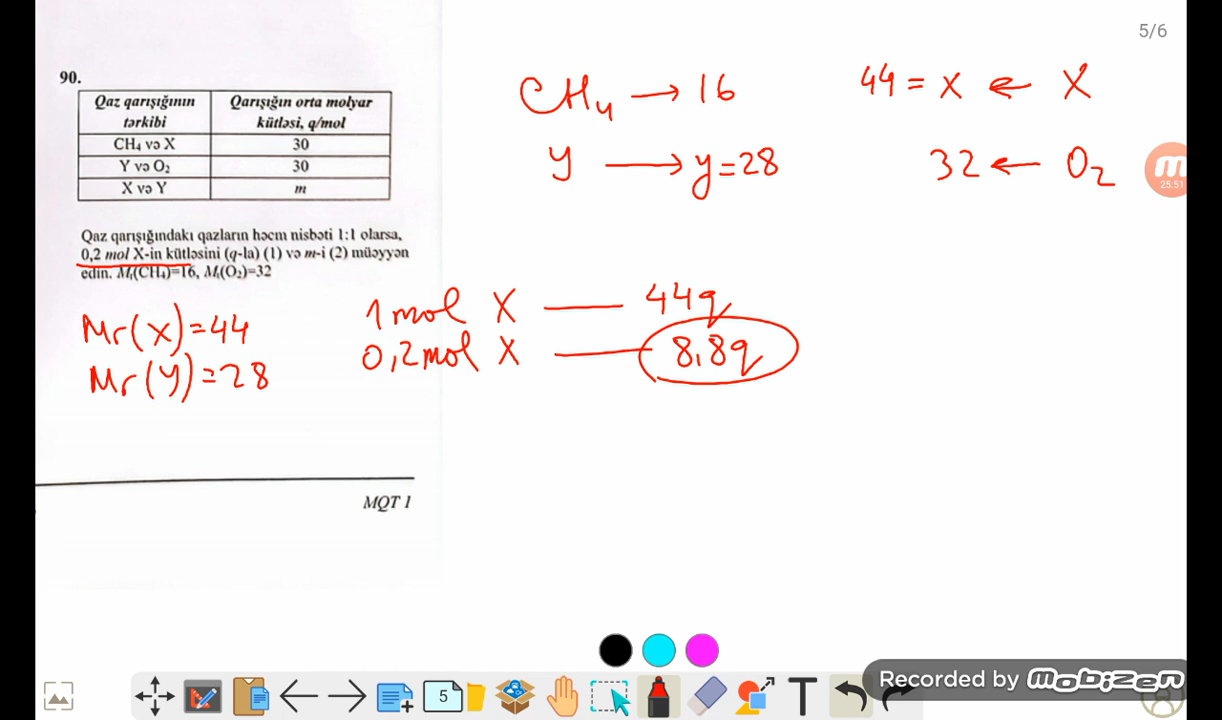 5/6
90.
Qaz qarışığının tərkibi Qarışığın orta molyar kütləsi, q/mol
CH₄ və X 30
Y və O₂ 30
X və Y m
Qaz qarışığındakı qazların həcm nisbəti 1:1 olarsa,
0,2 mol X-in kütləsini (q-la) (1) və m-i (2) müəyyən
edin. Mᵣ(CH₄)=16, Mᵣ(O₂)=32
CH₄ → 16
44 = x ← X
y → y=28
32 ← O₂
25:51
Mr(x)=44
Mr(y)=28
1mol X — 44q
0,2mol X — 8,8q
MQT 1
5
T
Recorded by mobizen